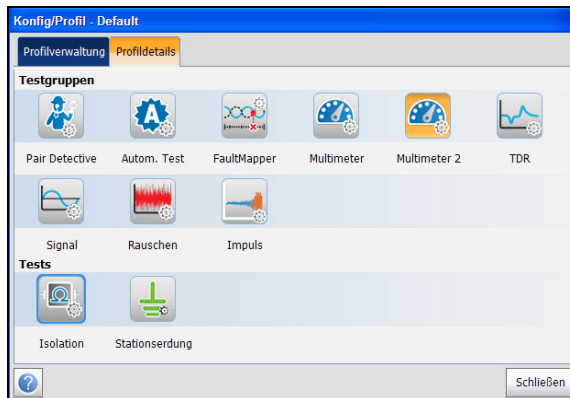 Konfig/Profil - Default
Profilverwaltung Profildetails
Testgruppen
Pair Detective Autom. Test FaultMapper Multimeter Multimeter 2 TDR
Signal Rauschen Impuls
Tests
Isolation Stationserdung
? Schließen